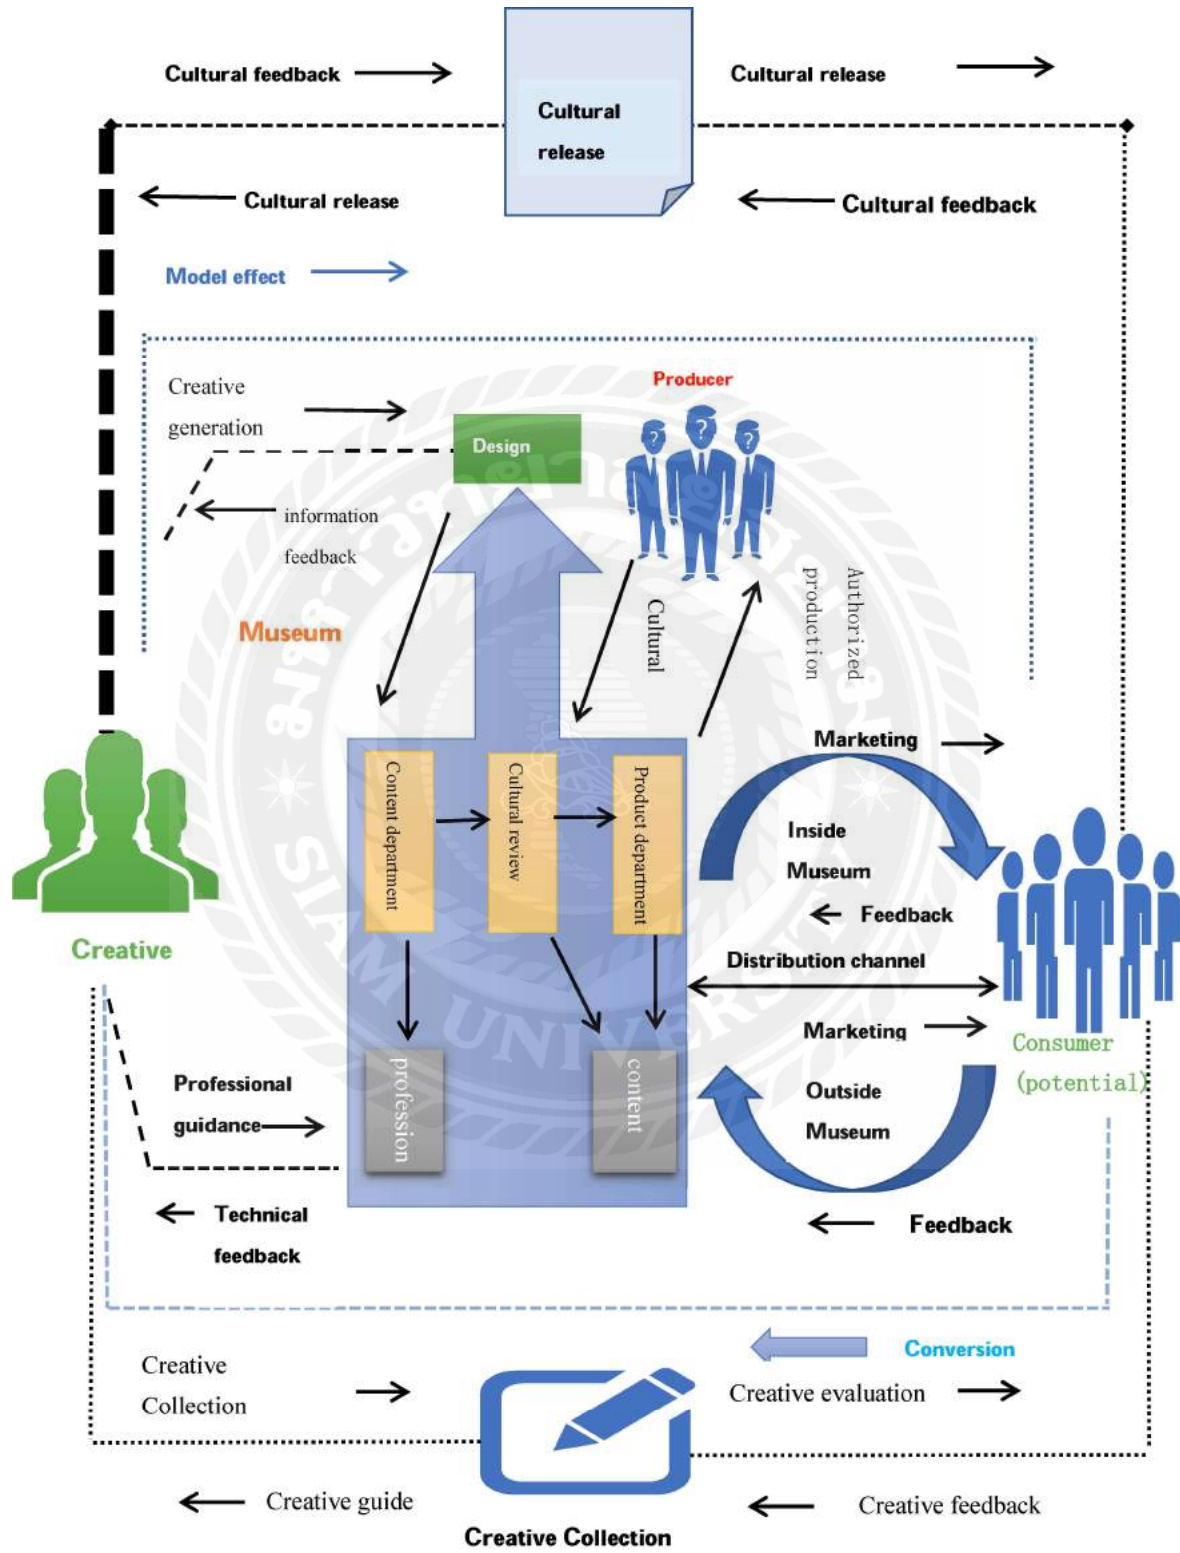 Cultural feedback
Cultural release
Cultural
release
Cultural release
Cultural feedback
Model effect
Producer
Creative
generation
Design
information
feedback
Museum
Cultural
Authorized
production
Marketing
Content department
Cultural review
Product department
Inside
Museum
Feedback
Creative
Distribution channel
Marketing
Consumer
(potential)
profession
content
Professional
guidance
Outside
Museum
Technical
feedback
Feedback
Conversion
Creative
Collection
Creative evaluation
Creative guide
Creative feedback
Creative Collection
SIAM UNIVERSITY
? ? ?